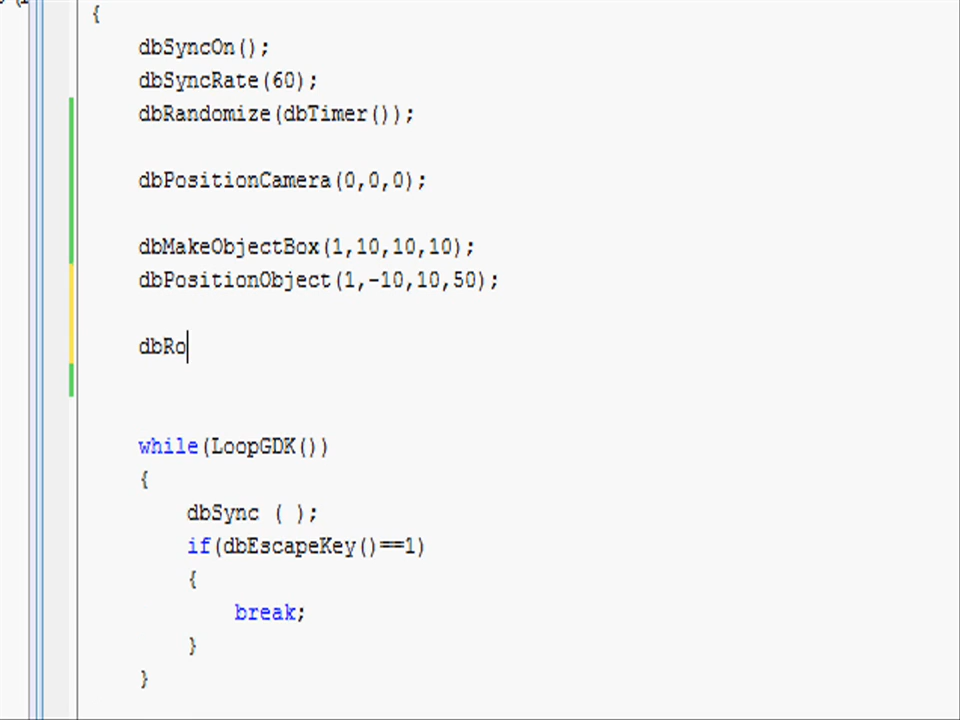 {
dbSyncOn();
dbSyncRate(60);
dbRandomize(dbTimer());
dbPositionCamera(0,0,0);
dbMakeObjectBox(1,10,10,10);
dbPositionObject(1,-10,10,50);
dbRo
while(LoopGDK())
{
dbSync ( );
if(dbEscapeKey()==1)
{
break;
}
}